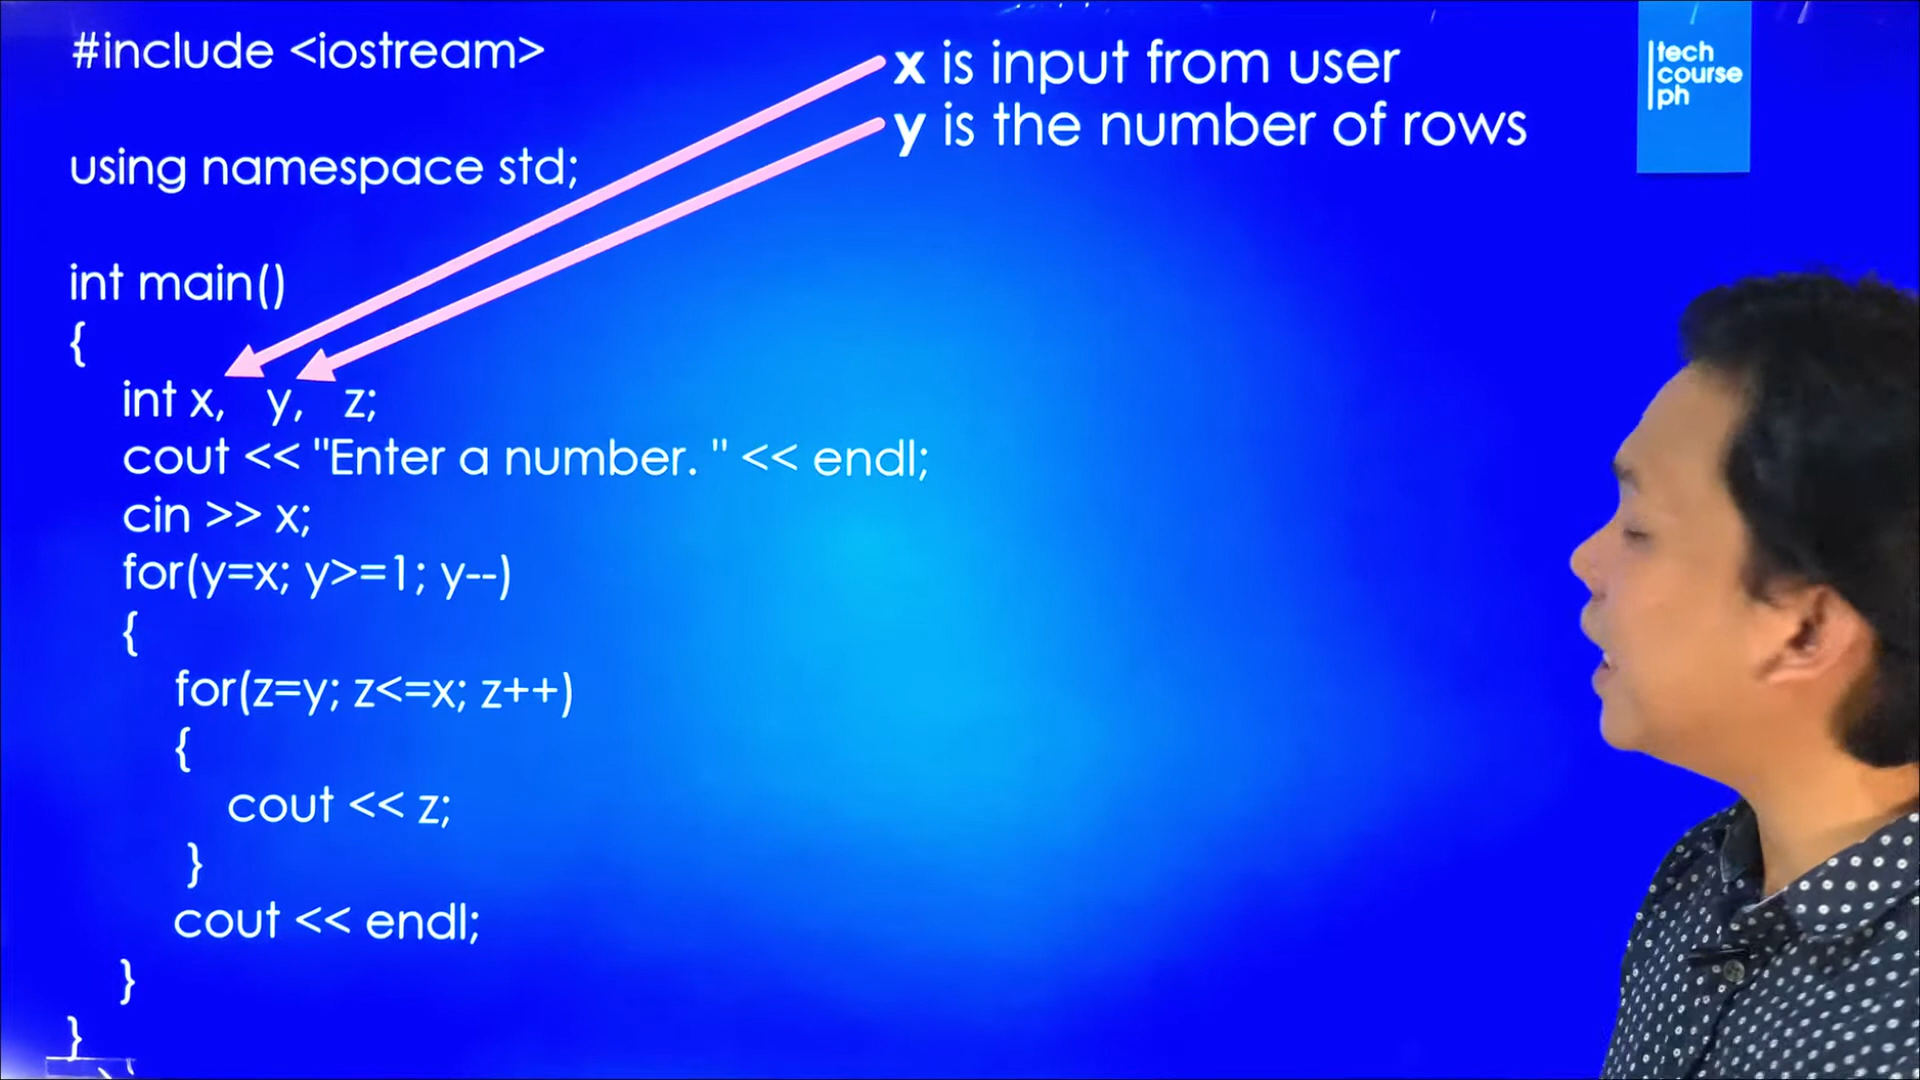 #include <iostream>
using namespace std;
int main()
{
int x, y, z;
cout << "Enter a number. " << endl;
cin >> x;
for(y=x; y>=1; y--)
{
for(z=y; z<=x; z++)
{
cout << z;
}
cout << endl;
}
}
x is input from user
y is the number of rows
tech
course
ph